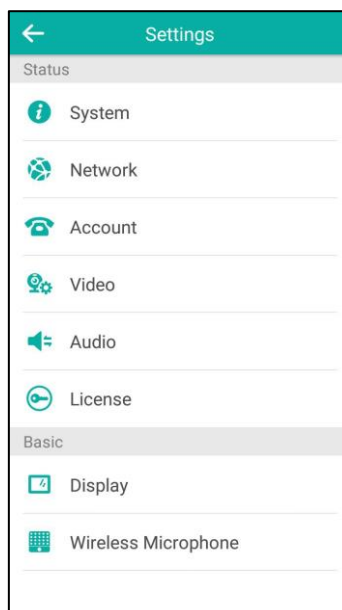 Settings
Status
System
Network
Account
Video
Audio
License
Basic
Display
Wireless Microphone